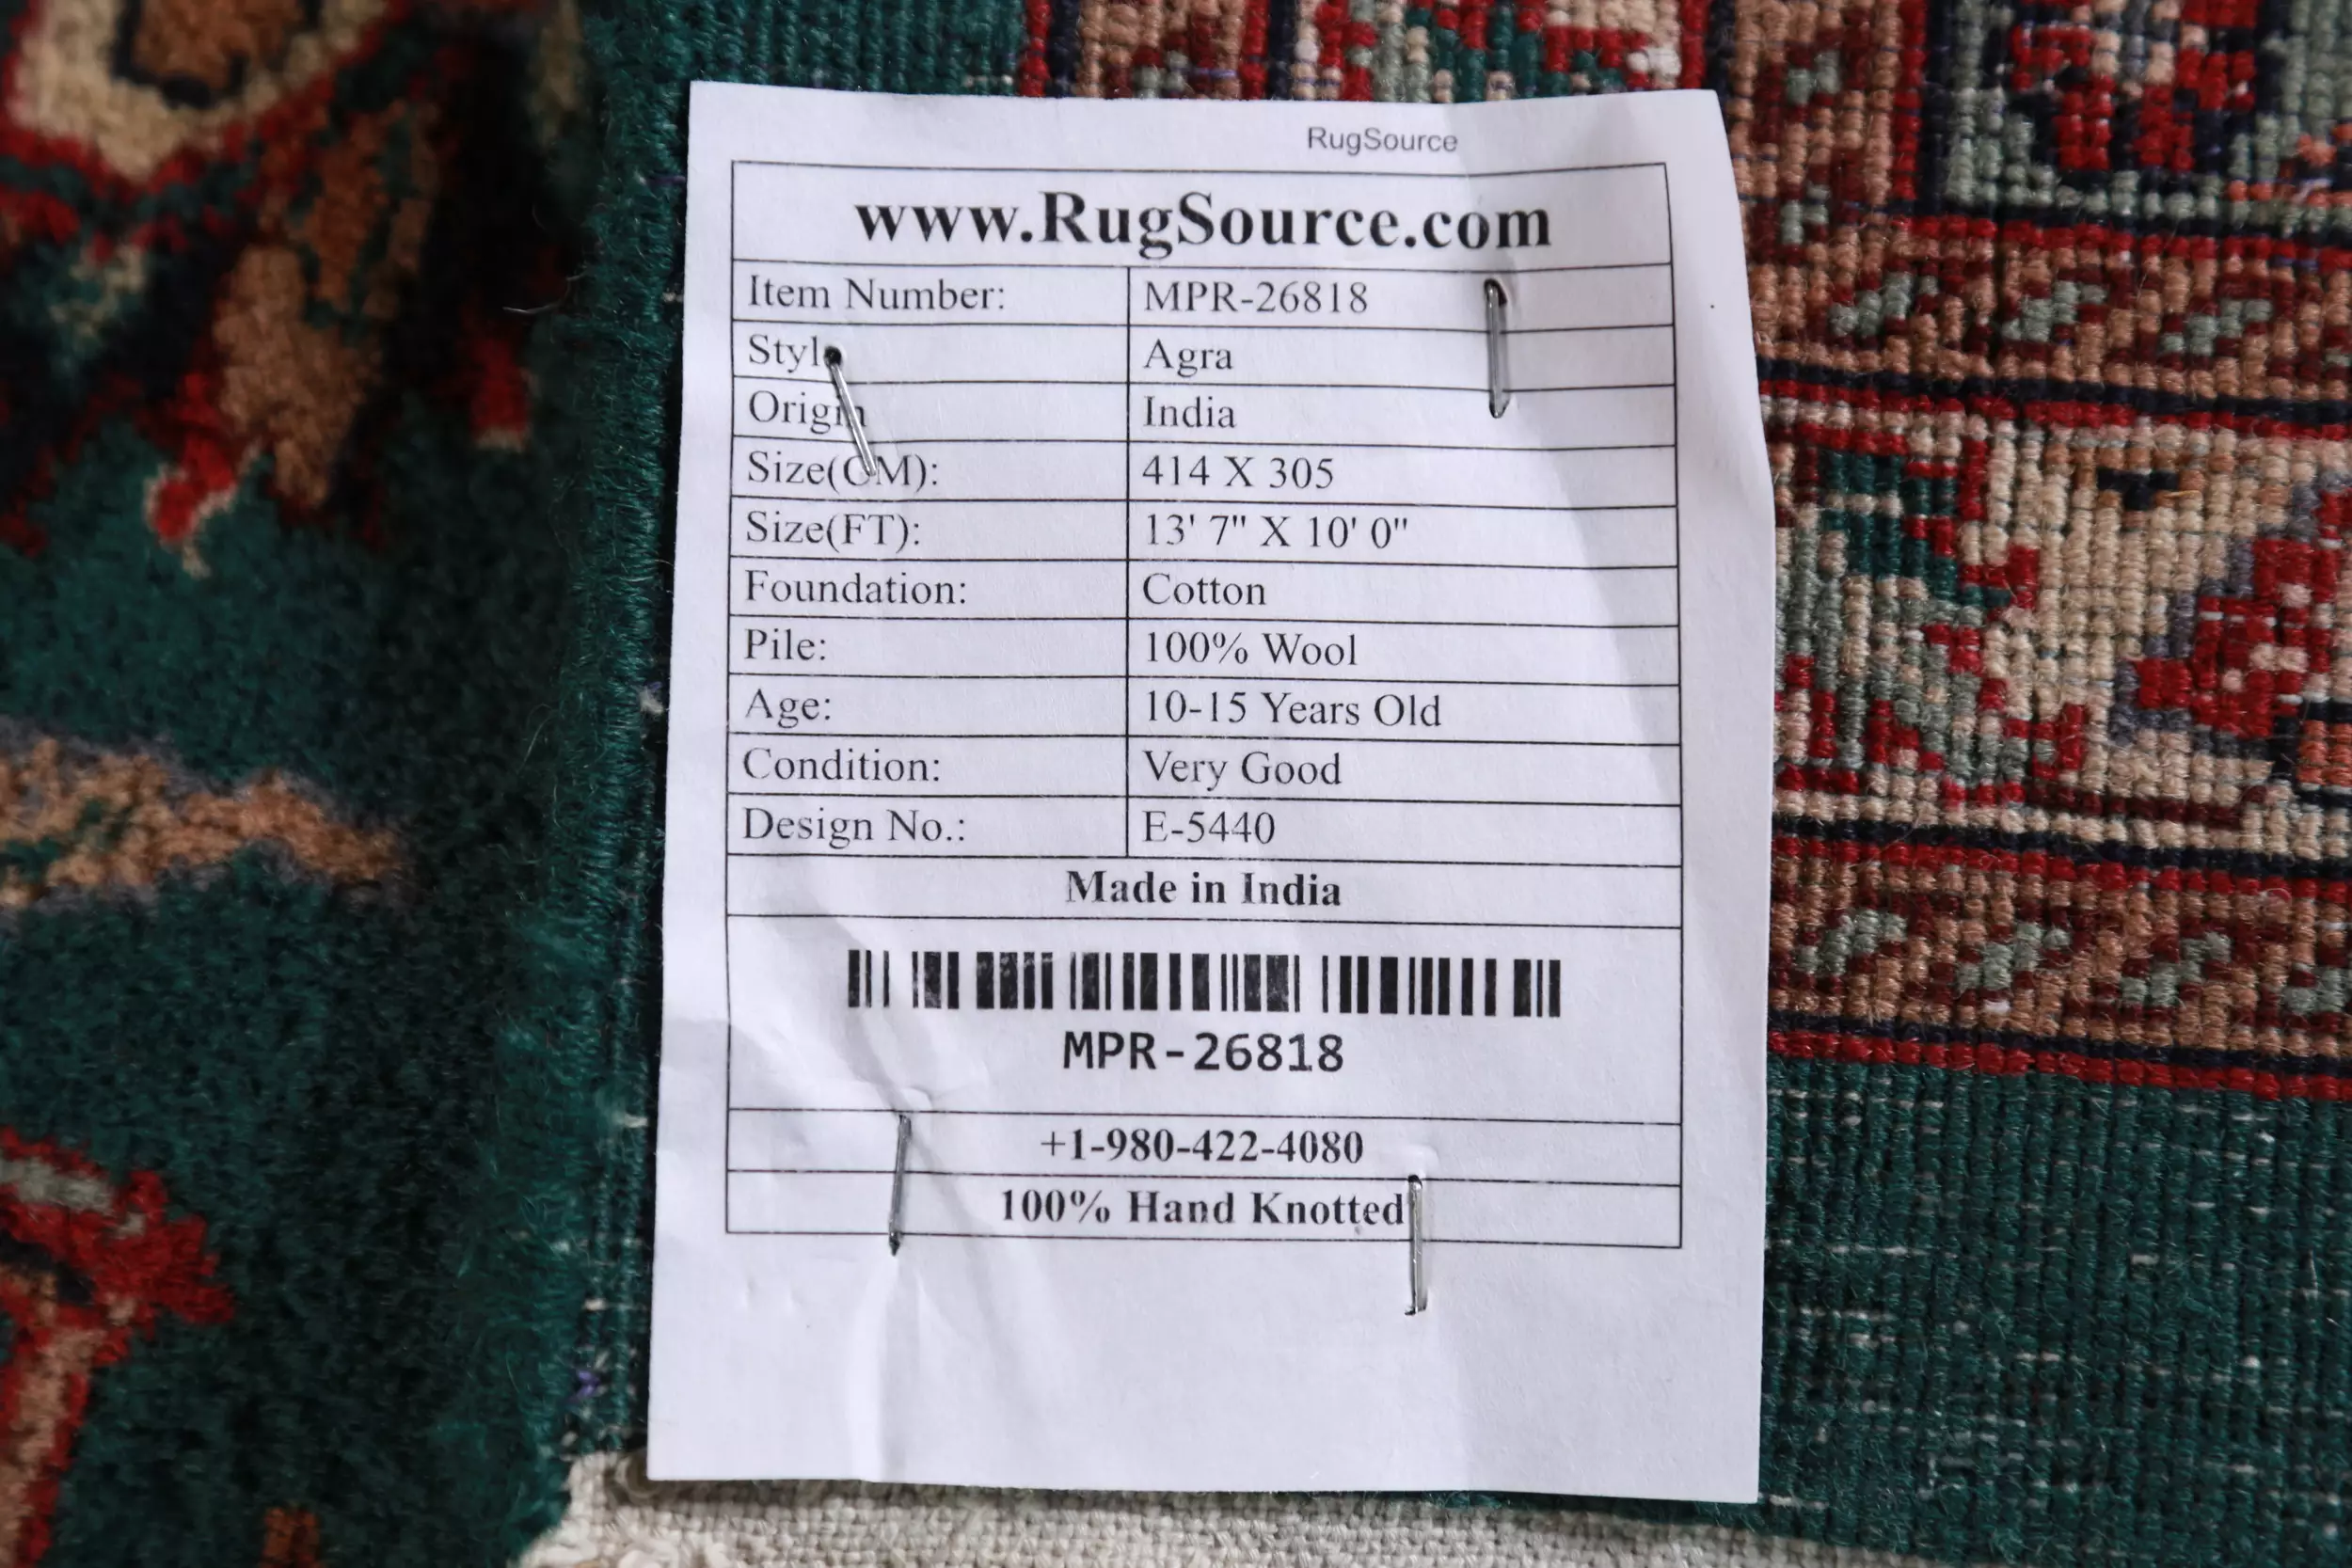 RugSource
www.RugSource.com
Item Number: MPR-26818
Style Agra
Origin India
Size(CM): 414 X 305
Size(FT): 13' 7" X 10' 0"
Foundation: Cotton
Pile: 100% Wool
Age: 10-15 Years Old
Condition: Very Good
Design No.: E-5440
Made in India
MPR-26818
+1-980-422-4080
100% Hand Knotted